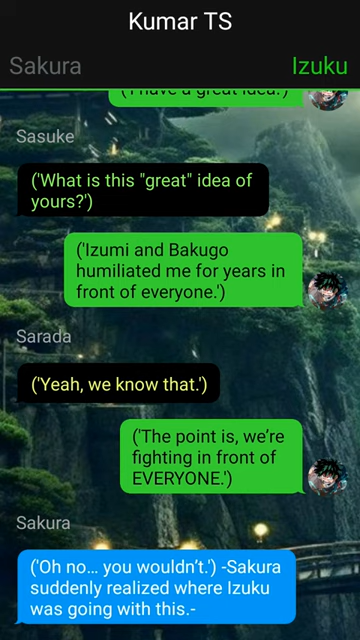 Kumar TS
Sakura Izuku
('I have a great idea.')
Sasuke
('What is this "great" idea of
yours?')
('Izumi and Bakugo
humiliated me for years in
front of everyone.')
Sarada
('Yeah, we know that.')
('The point is, we’re
fighting in front of
EVERYONE.')
Sakura
('Oh no… you wouldn’t.') -Sakura
suddenly realized where Izuku
was going with this.-